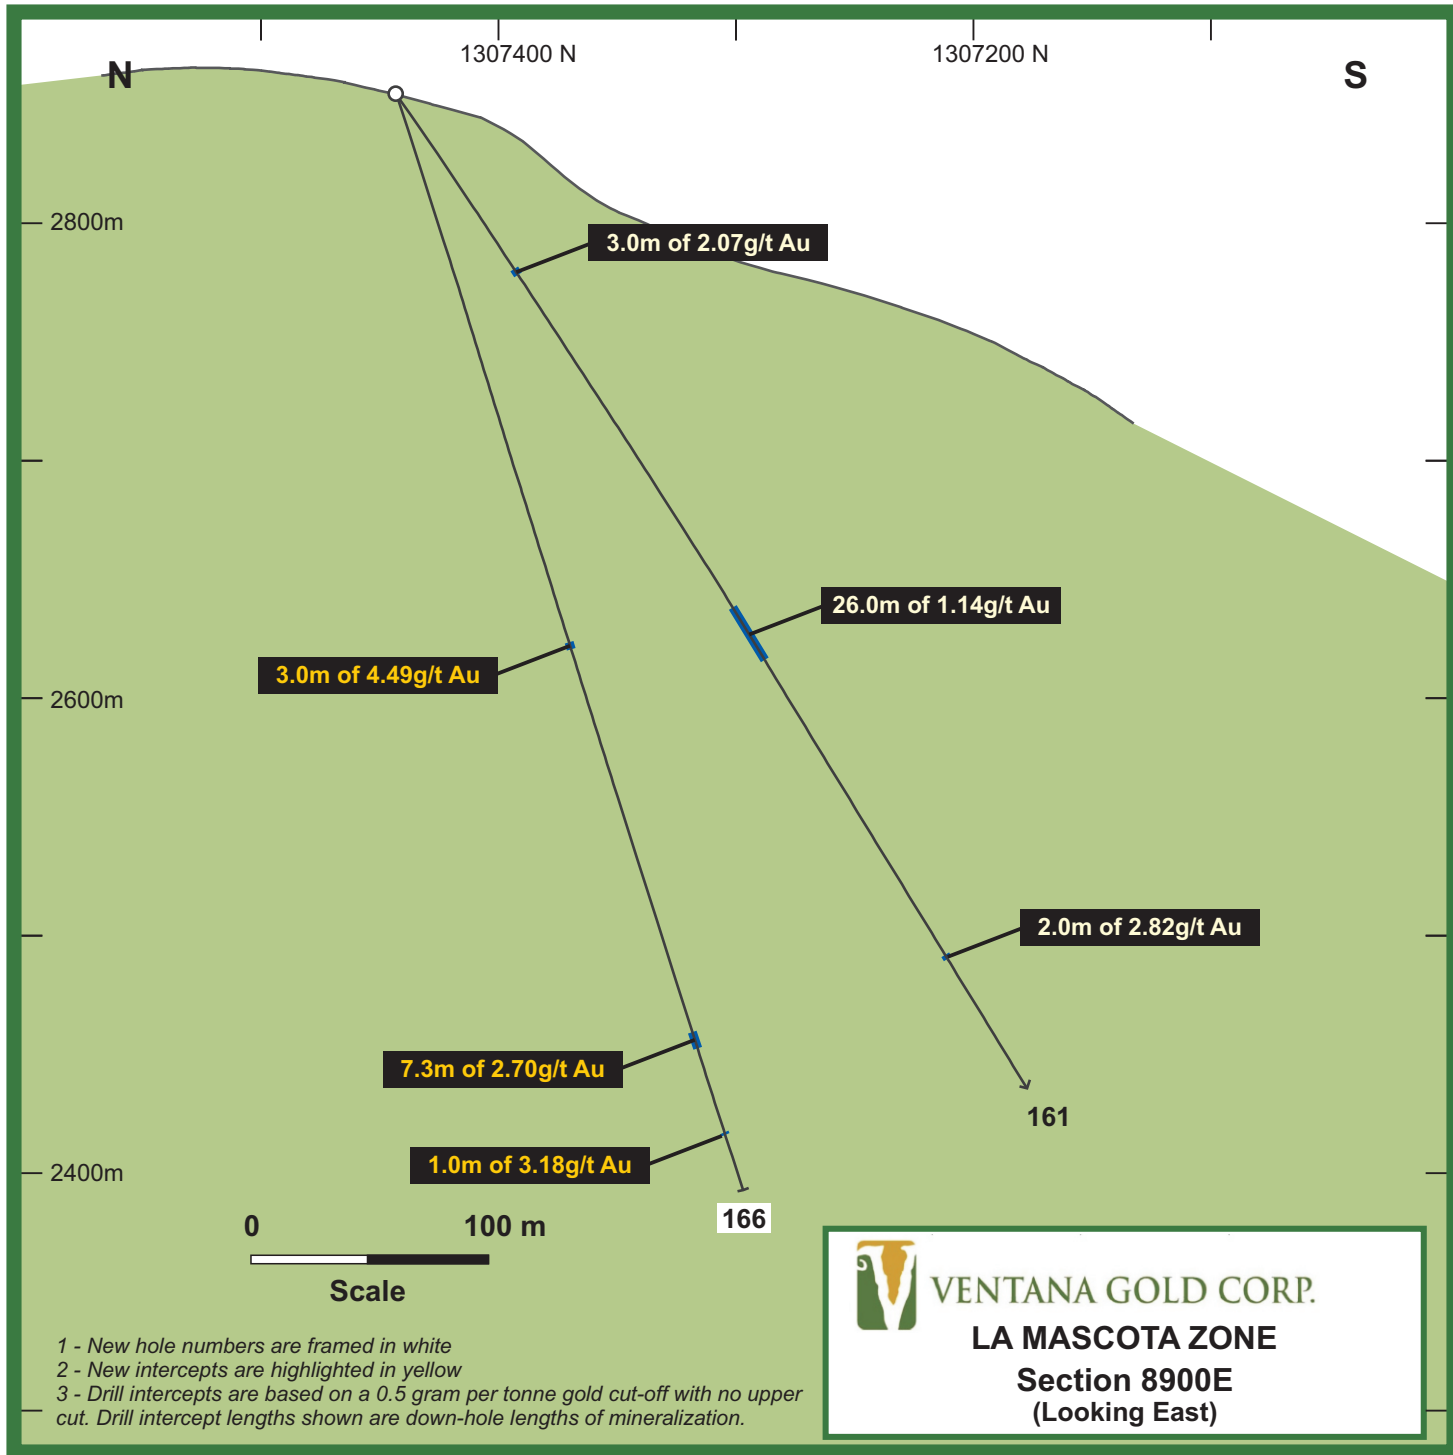 1307400 N
1307200 N
N
S
2800m
3.0m of 2.07g/t Au
26.0m of 1.14g/t Au
3.0m of 4.49g/t Au
2600m
2.0m of 2.82g/t Au
7.3m of 2.70g/t Au
161
1.0m of 3.18g/t Au
2400m
166
0 100 m
Scale
VENTANA GOLD CORP.
LA MASCOTA ZONE
Section 8900E
(Looking East)
1 - New hole numbers are framed in white
2 - New intercepts are highlighted in yellow
3 - Drill intercepts are based on a 0.5 gram per tonne gold cut-off with no upper
cut. Drill intercept lengths shown are down-hole lengths of mineralization.